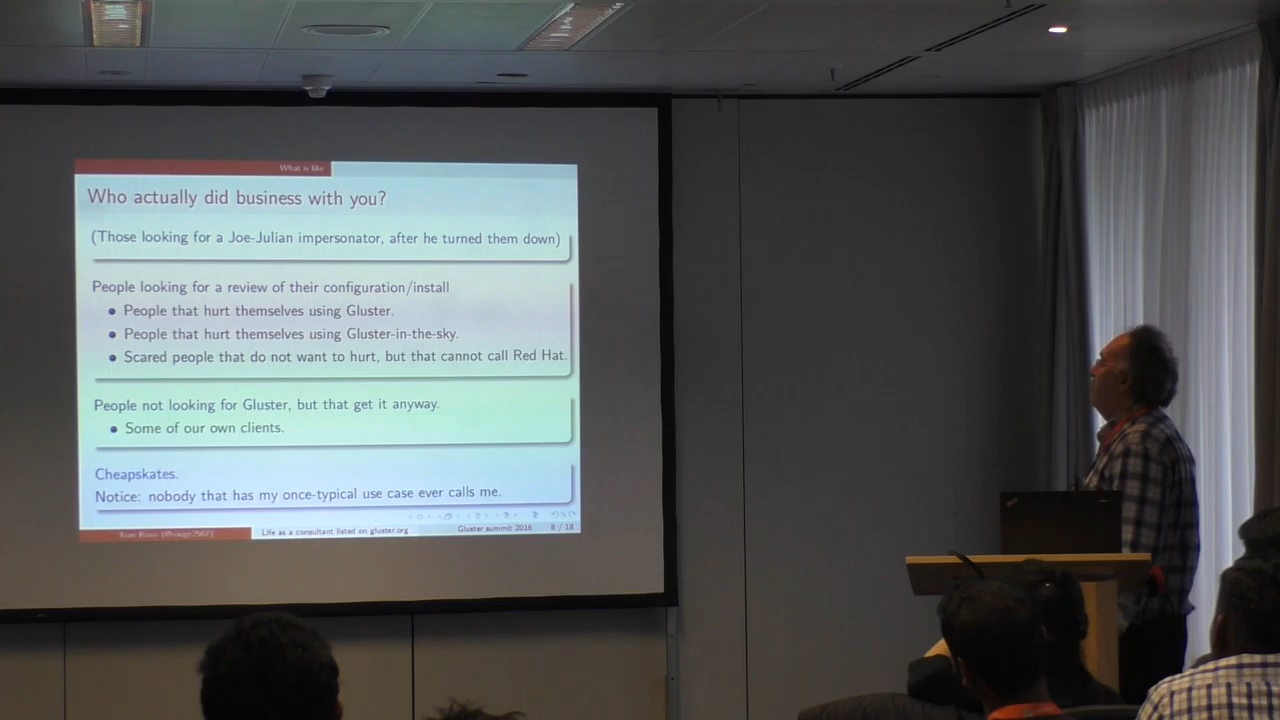 What is like
Who actually did business with you?
(Those looking for a Joe-Julian impersonator, after he turned them down)
People looking for a review of their configuration/install
People that hurt themselves using Gluster.
People that hurt themselves using Gluster-in-the-sky.
Scared people that do not want to hurt, but that cannot call Red Hat.
People not looking for Gluster, but that get it anyway.
Some of our own clients.
Cheapskates.
Notice: nobody that has my once-typical use case ever calls me.
Life as a consultant listed on gluster.org Gluster summit 2016 8 / 18